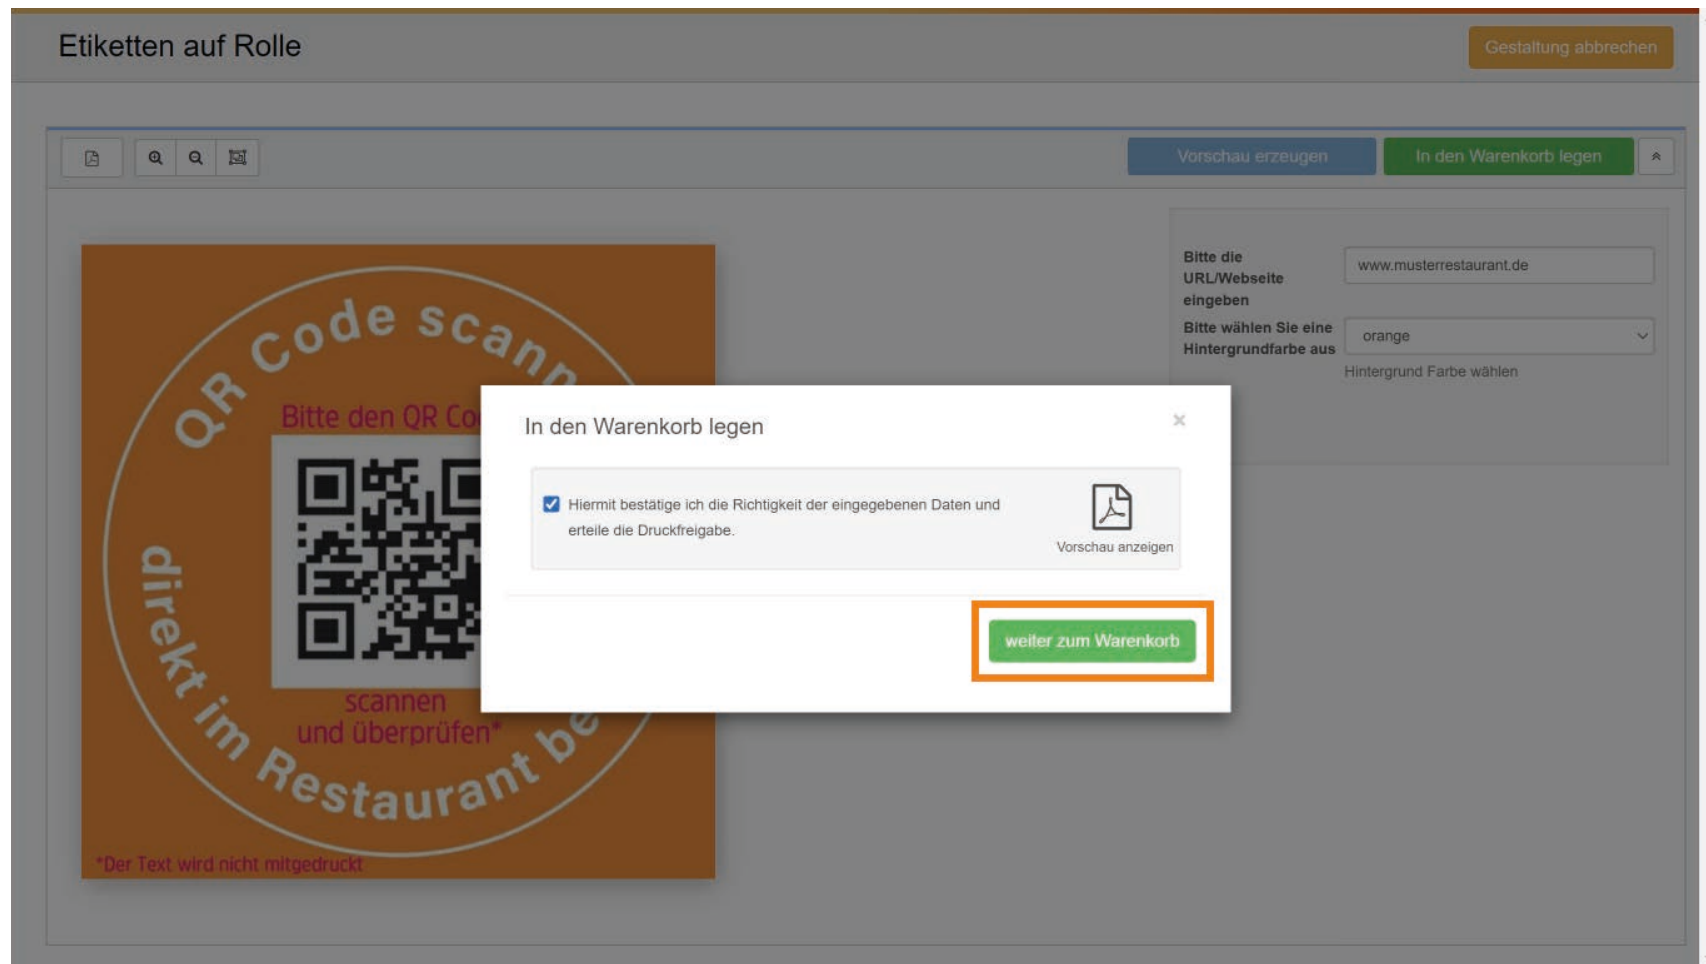 Etiketten auf Rolle
Gestaltung abbrechen
Vorschau erzeugen
In den Warenkorb legen
Bitte die
URL/Webseite
eingeben
www.musterrestaurant.de
Bitte wählen Sie eine
Hintergrundfarbe aus
orange
Hintergrund Farbe wählen
QR Code scann
Bitte den QR Co
direkt im Restaurant be
scannen
und überprüfen*
*Der Text wird nicht mitgedruckt
In den Warenkorb legen
×
Hiermit bestätige ich die Richtigkeit der eingegebenen Daten und
erteile die Druckfreigabe.
Vorschau anzeigen
weiter zum Warenkorb